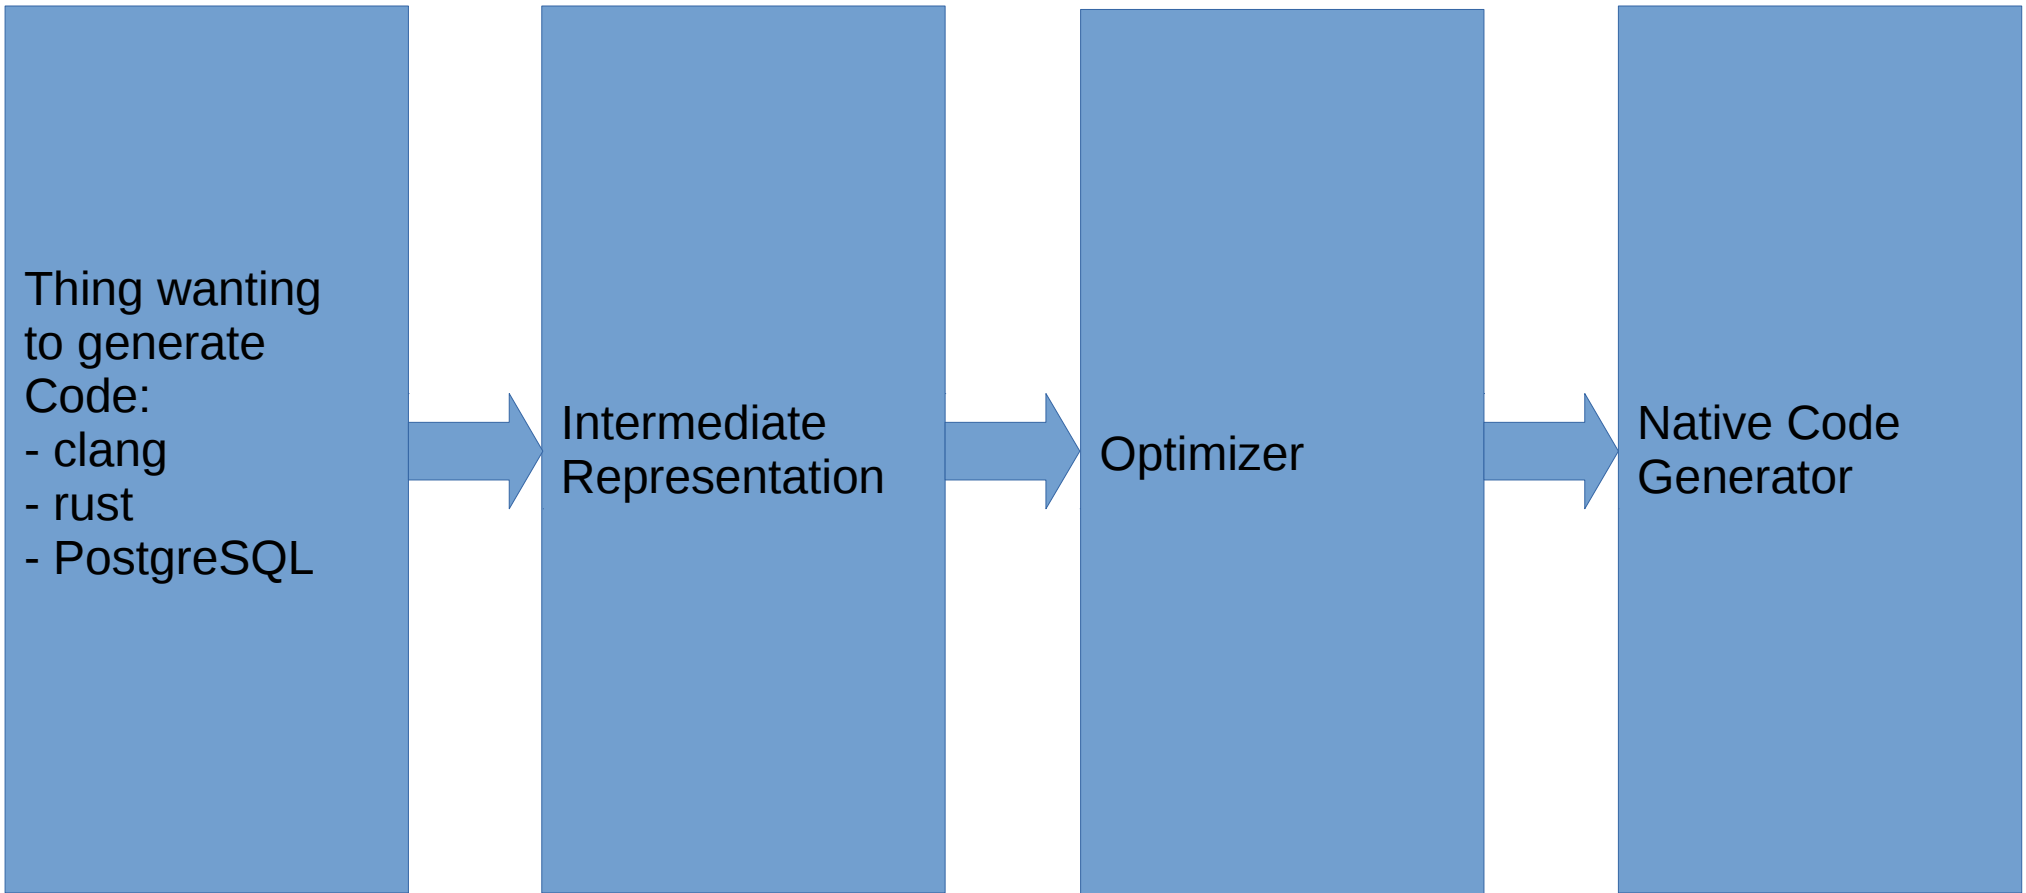 Thing wanting
to generate
Code:
- clang
- rust
- PostgreSQL
Intermediate
Representation
Optimizer
Native Code
Generator